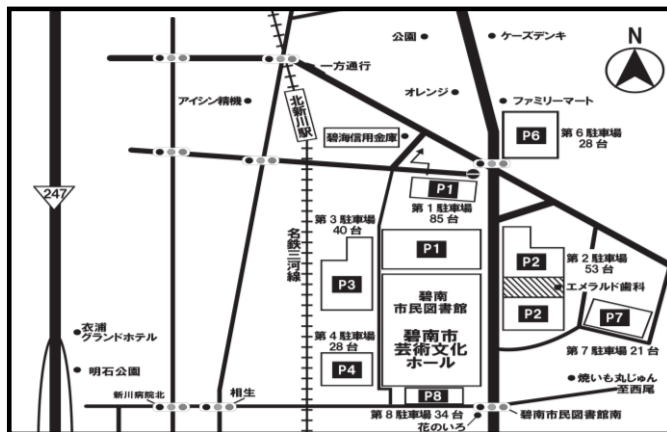 公園
ケーズデンキ
N
一方通行
アイシン精機
オレンジ
ファミリーマート
北新川駅
碧海信用金庫
P6
第6駐車場
28台
P1
第1駐車場
85台
247
名鉄三河線
第3駐車場
40台
P3
P1
P2
第2駐車場
53台
エメラルド歯科
P2
P7
第7駐車場 21台
碧南
市民図書館
碧南市
芸術文化
ホール
衣浦
グランドホテル
明石公園
第4駐車場
28台
P4
新川病院北
相生
P8
第8駐車場 34台
花のいろ
焼いも丸じゅん
至西尾
碧南市民図書館南